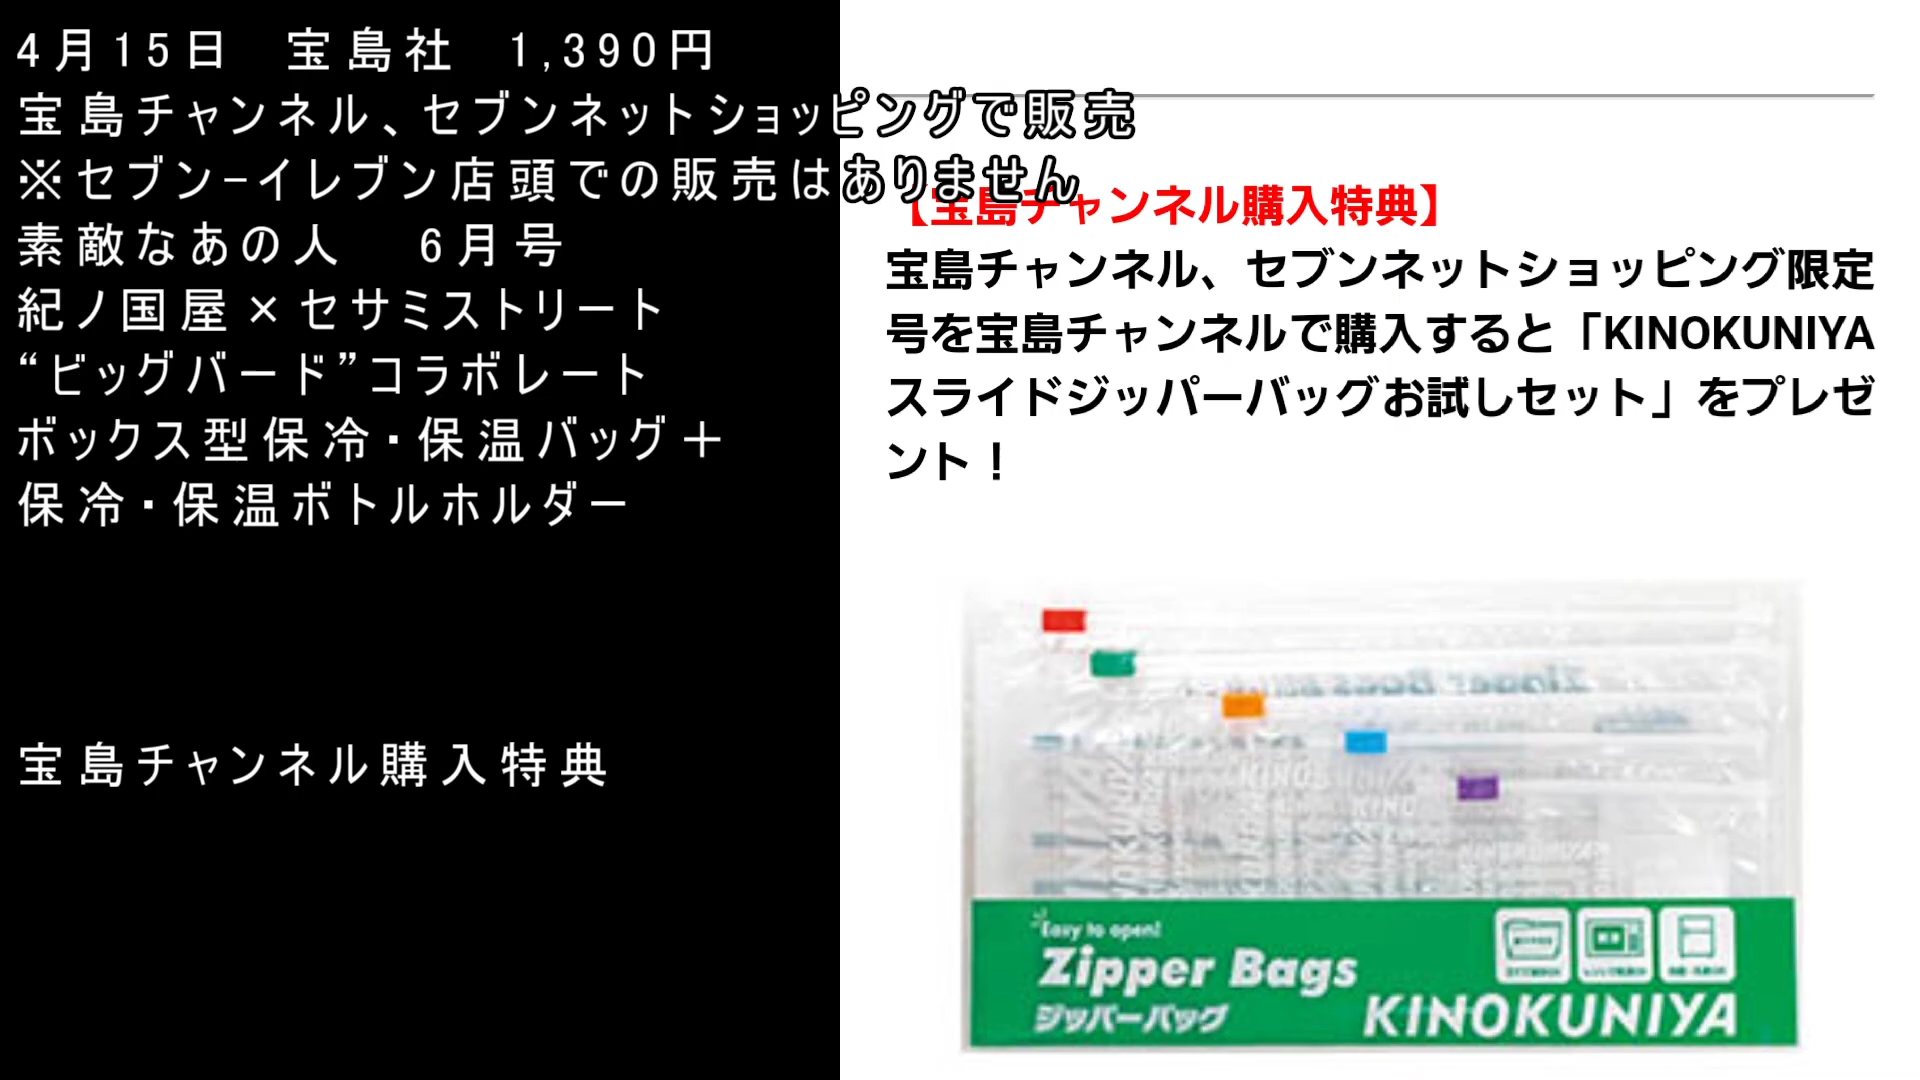 4月15日 宝島社 1,390円
宝島チャンネル、セブンネットショッピングで販売
※セブン-イレブン店頭での販売はありません
素敵なあの人 6月号
紀ノ国屋×セサミストリート
“ビッグバード”コラボレート
ボックス型保冷・保温バッグ＋
保冷・保温ボトルホルダー
宝島チャンネル購入特典
【宝島チャンネル購入特典】
宝島チャンネル、セブンネットショッピング限定
号を宝島チャンネルで購入すると「KINOKUNIYA
スライドジッパーバッグお試しセット」をプレゼ
ント！
Easy to open!
Zipper Bags
ジッパーバッグ
KINOKUNIYA